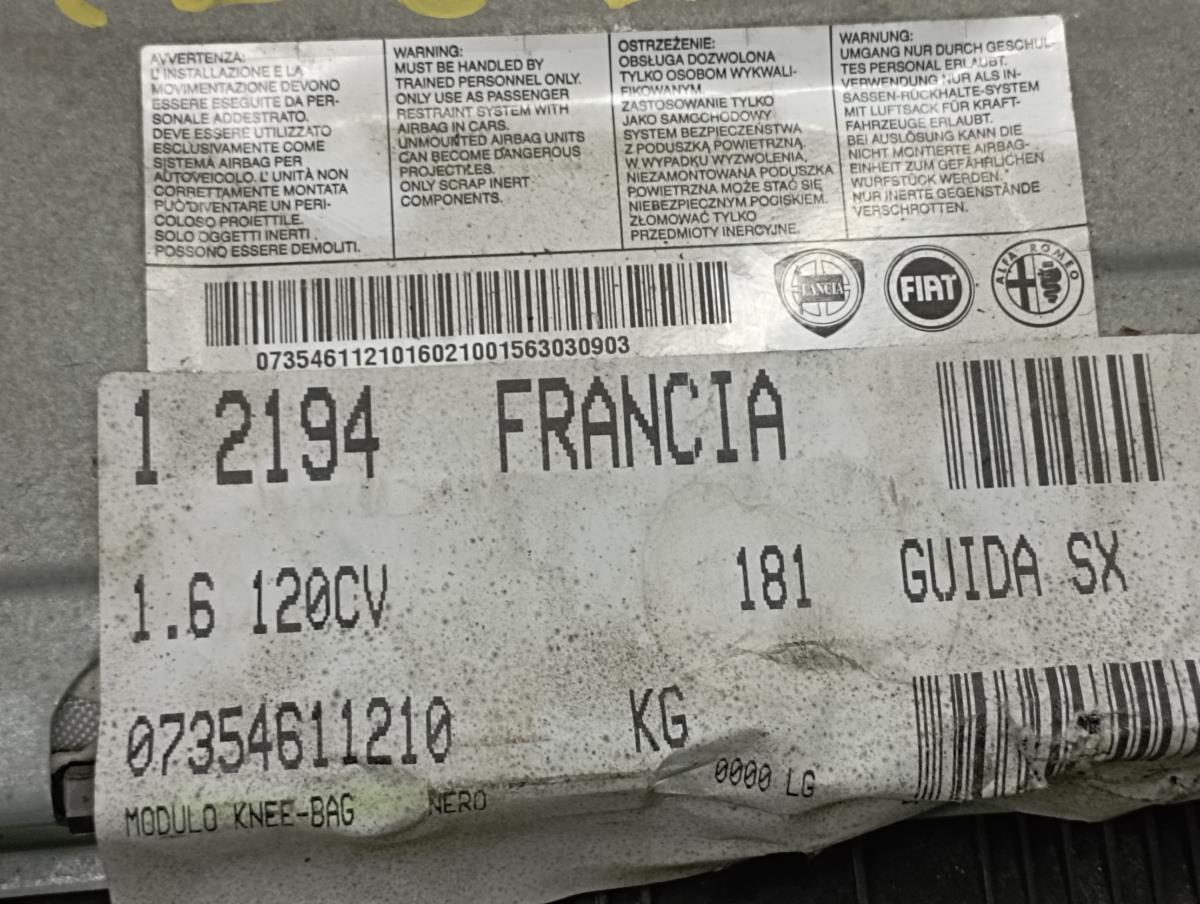 AVVERTENZA:
L'INSTALLAZIONE E LA
MOVIMENTAZIONE DEVONO
ESSERE ESEGUITE DA PER-
SONALE ADDESTRATO.
DEVE ESSERE UTILIZZATO
ESCLUSIVAMENTE COME
SISTEMA AIRBAG PER
AUTOVEICOLO. L'UNITÀ NON
CORRETTAMENTE MONTATA
PUÒ DIVENTARE UN PERI-
COLOSO PROIETTILE.
SOLO OGGETTI INERTI
POSSONO ESSERE DEMOLITI.
WARNING:
MUST BE HANDLED BY
TRAINED PERSONNEL ONLY.
ONLY USE AS PASSENGER
RESTRAINT SYSTEM WITH
AIRBAG IN CARS.
UNMOUNTED AIRBAG UNITS
CAN BECOME DANGEROUS
PROJECTILES.
ONLY SCRAP INERT
COMPONENTS.
OSTRZEŻENIE:
OBSŁUGA DOZWOLONA
TYLKO OSOBOM WYKWALI-
FIKOWANYM.
ZASTOSOWANIE TYLKO
JAKO SAMOCHODOWY
SYSTEM BEZPIECZEŃSTWA
Z PODUSZKĄ POWIETRZNĄ.
W WYPADKU WYZWOLENIA,
NIEZAMONTOWANA PODUSZKA
POWIETRZNA MOŻE STAĆ SIĘ
NIEBEZPIECZNYM POGISKIEM.
ZŁOMOWAĆ TYLKO
PRZEDMIOTY INERCYJNE.
WARNUNG:
UMGANG NUR DURCH GESCHUL-
TES PERSONAL ERLAUBT.
VERWENDUNG NUR ALS IN-
SASSEN-RÜCKHALTE-SYSTEM
MIT LUFTSACK FÜR KRAFT-
FAHRZEUGE ERLAUBT.
BEI AUSLÖSUNG KANN DIE
NICHT MONTIERTE AIRBAG-
EINHEIT ZUM GEFÄHRLICHEN
WURFSTÜCK WERDEN.
NUR INERTE GEGENSTÄNDE
VERSCHROTTEN.
LANCIA
FIAT
ALFA ROMEO
07354611210160210015630309​03
1 2194 FRANCIA
1.6 120CV 181 GUIDA SX
07354611210 KG
0000 LG
MODULO KNEE-BAG NERO